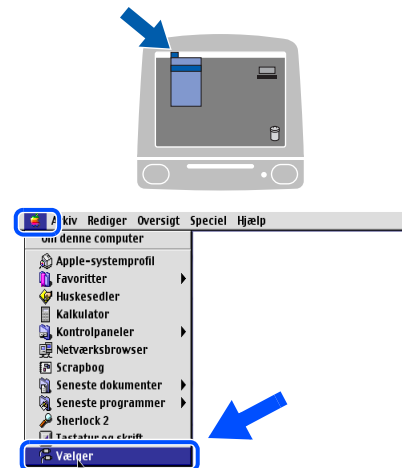 Arkiv Rediger Oversigt Speciel Hjælp
Om denne computer
Apple-systemprofil
Favoritter
Huskesedler
Kalkulator
Kontrolpaneler
Netværksbrowser
Scrapbog
Seneste dokumenter
Seneste programmer
Sherlock 2
Tastatur og skrift
Vælger